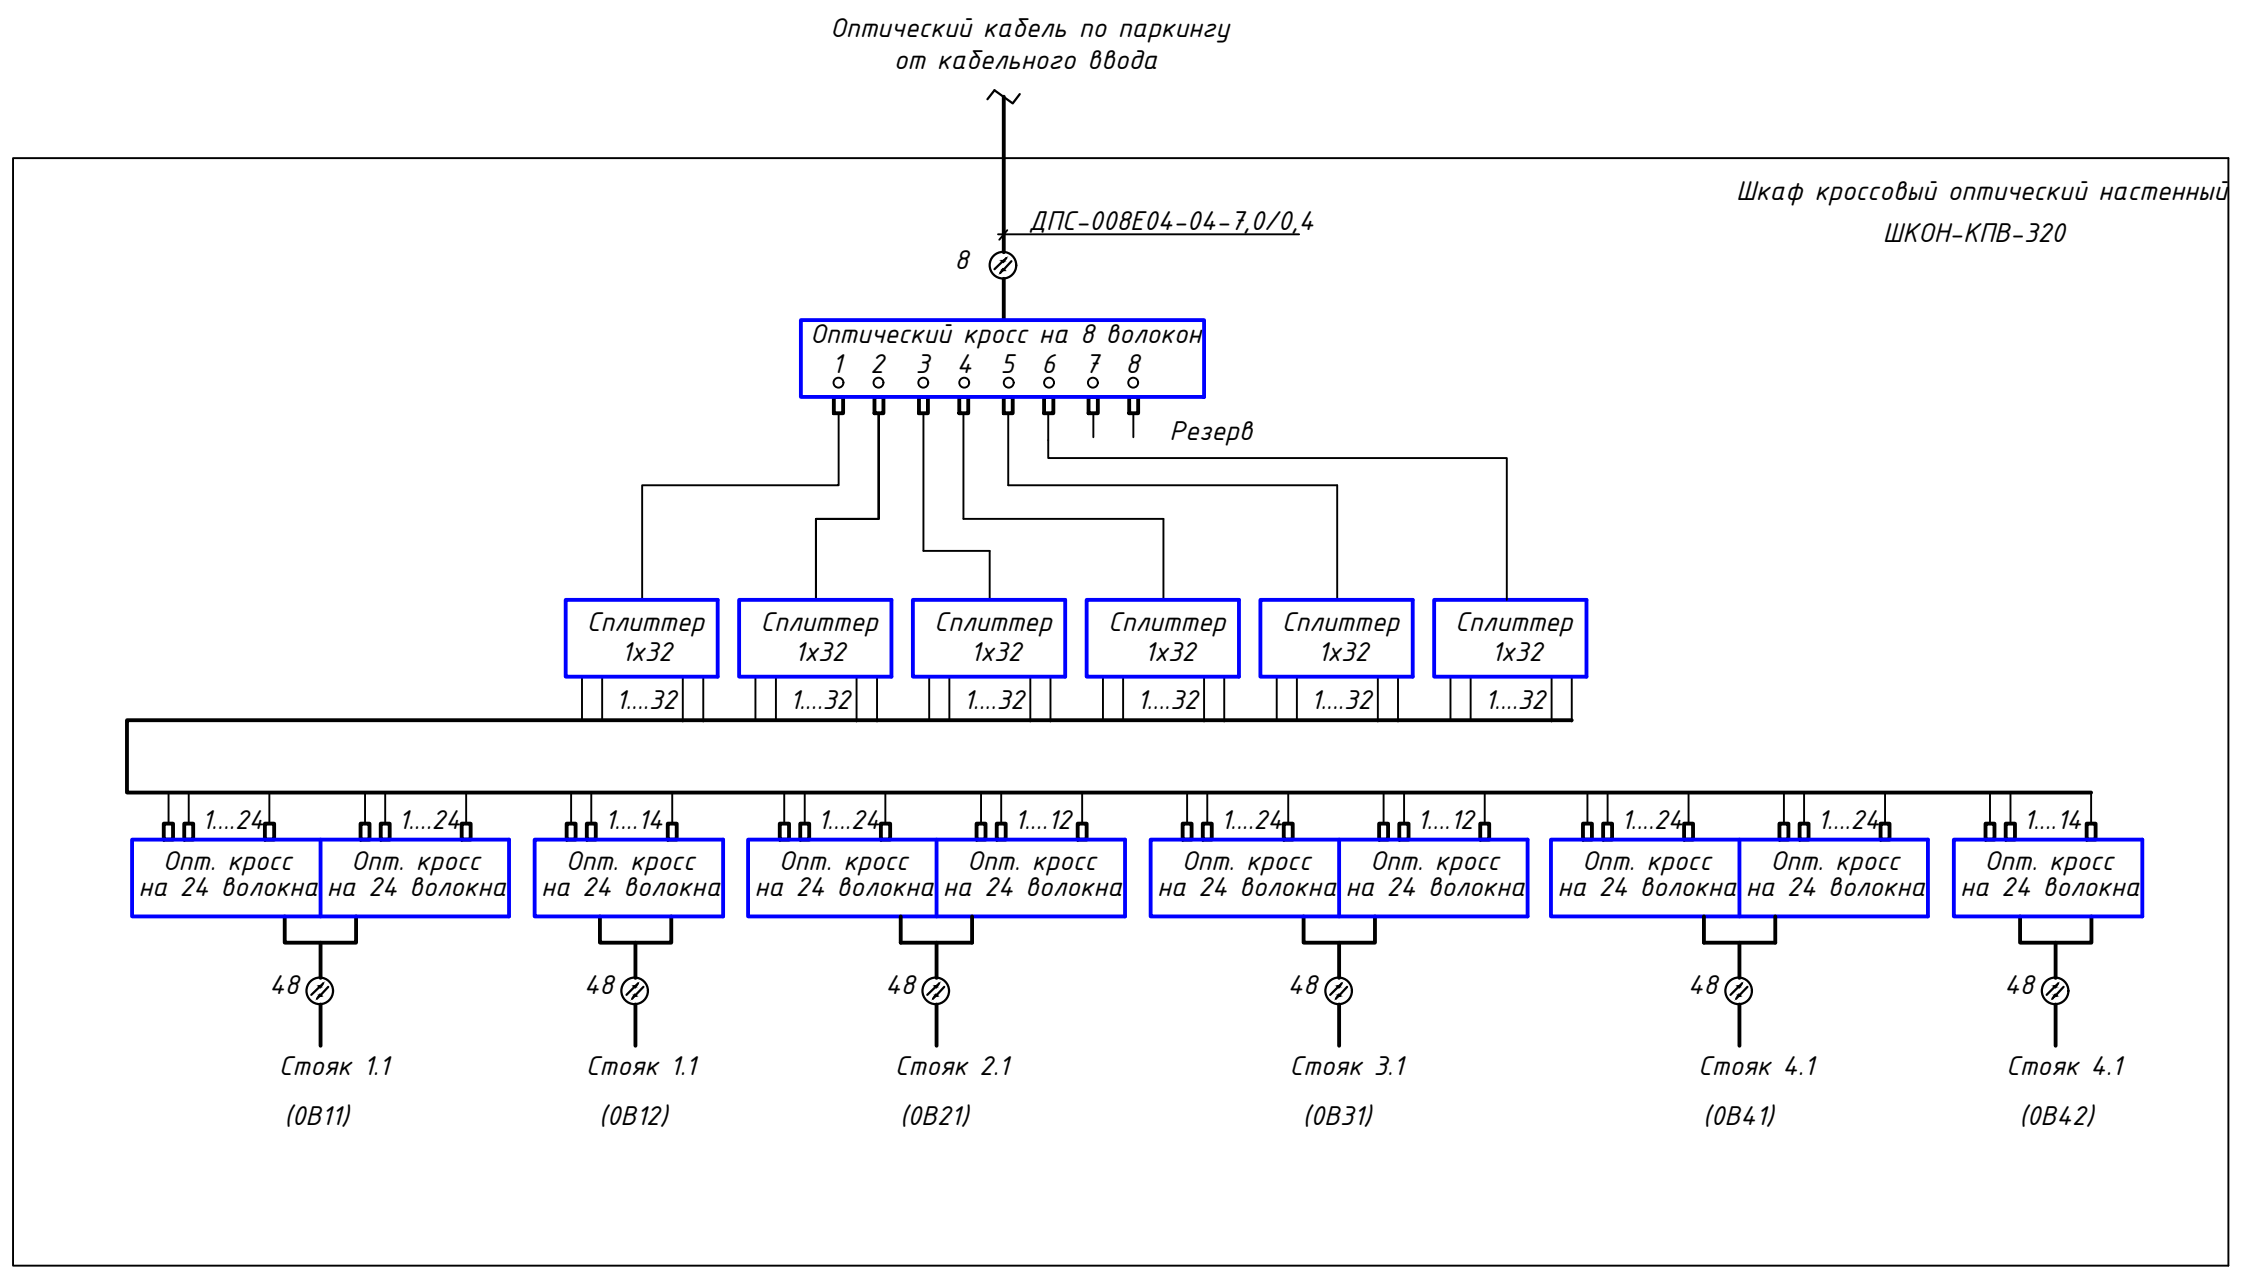 Оптический кабель по паркингу
от кабельного ввода
Шкаф кроссовый оптический настенный
ШКОН-КПВ-320
ДПС-008Е04-04-7,0/0,4
8
Оптический кросс на 8 волокон
1 2 3 4 5 6 7 8
Резерв
Сплиттер Сплиттер Сплиттер Сплиттер Сплиттер Сплиттер
1х32 1х32 1х32 1х32 1х32 1х32
1....32 1....32 1....32 1....32 1....32 1....32
1....24 1....24 1....14 1....24 1....12 1....24 1....12 1....24 1....24 1....14
Опт. кросс Опт. кросс Опт. кросс Опт. кросс Опт. кросс Опт. кросс Опт. кросс Опт. кросс Опт. кросс Опт. кросс
на 24 волокна на 24 волокна на 24 волокна на 24 волокна на 24 волокна на 24 волокна на 24 волокна на 24 волокна на 24 волокна на 24 волокна
48 48 48 48 48 48
Стояк 1.1 Стояк 1.1 Стояк 2.1 Стояк 3.1 Стояк 4.1 Стояк 4.1
(0В11) (0В12) (0В21) (0В31) (0В41) (0В42)